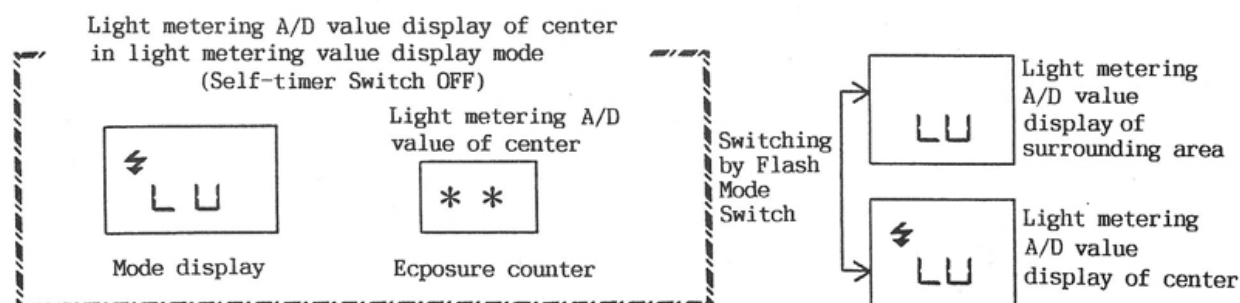 Light metering A/D value display of center
in light metering value display mode
(Self-timer Switch OFF)
Light metering A/D
value of center
LU
* *
Mode display
Ecposure counter
Switching
by Flash
Mode
Switch
LU
Light metering
A/D value
display of
surrounding area
LU
Light metering
A/D value
display of center